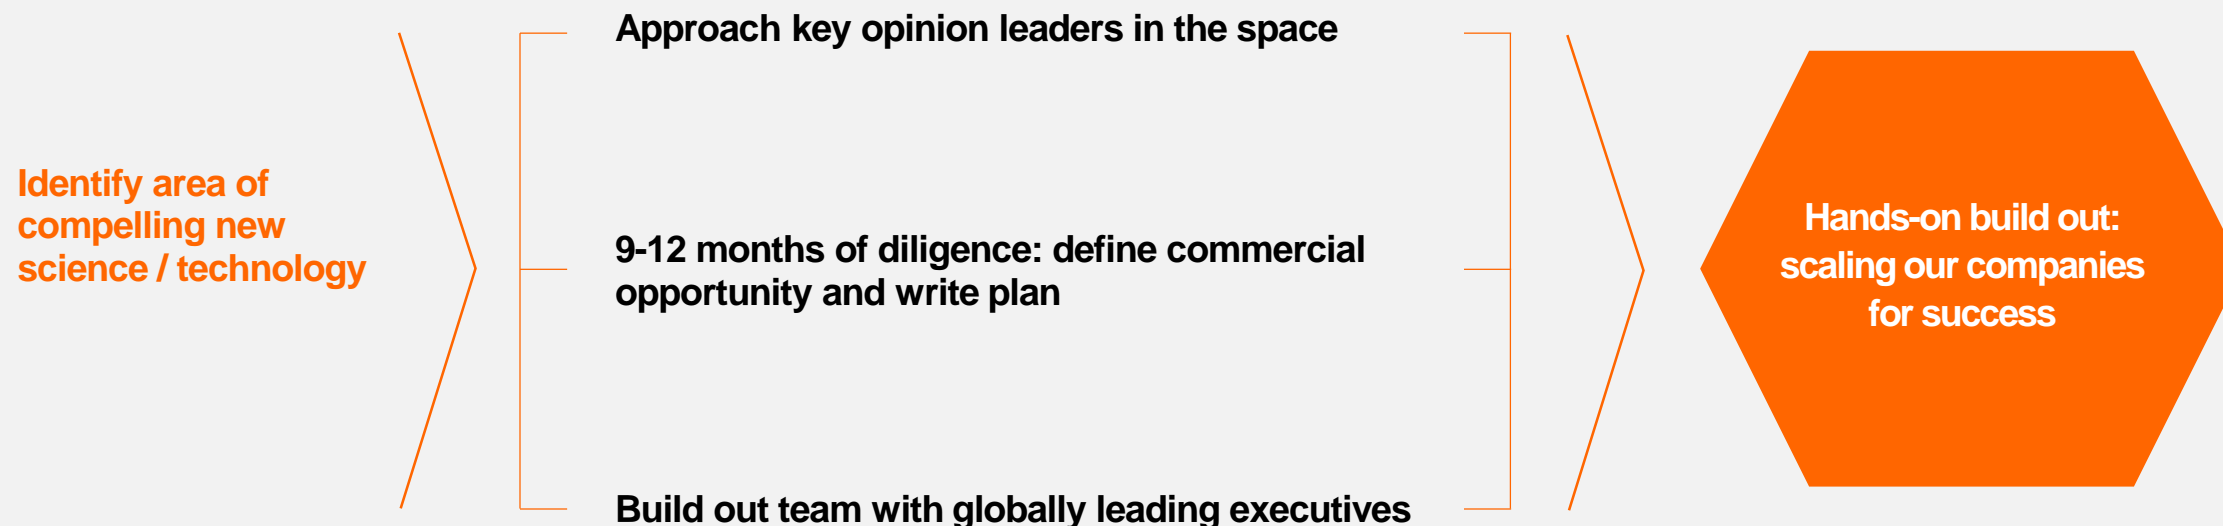 Identify area of
compelling new
science / technology
Approach key opinion leaders in the space
9-12 months of diligence: define commercial
opportunity and write plan
Build out team with globally leading executives
Hands-on build out:
scaling our companies
for success